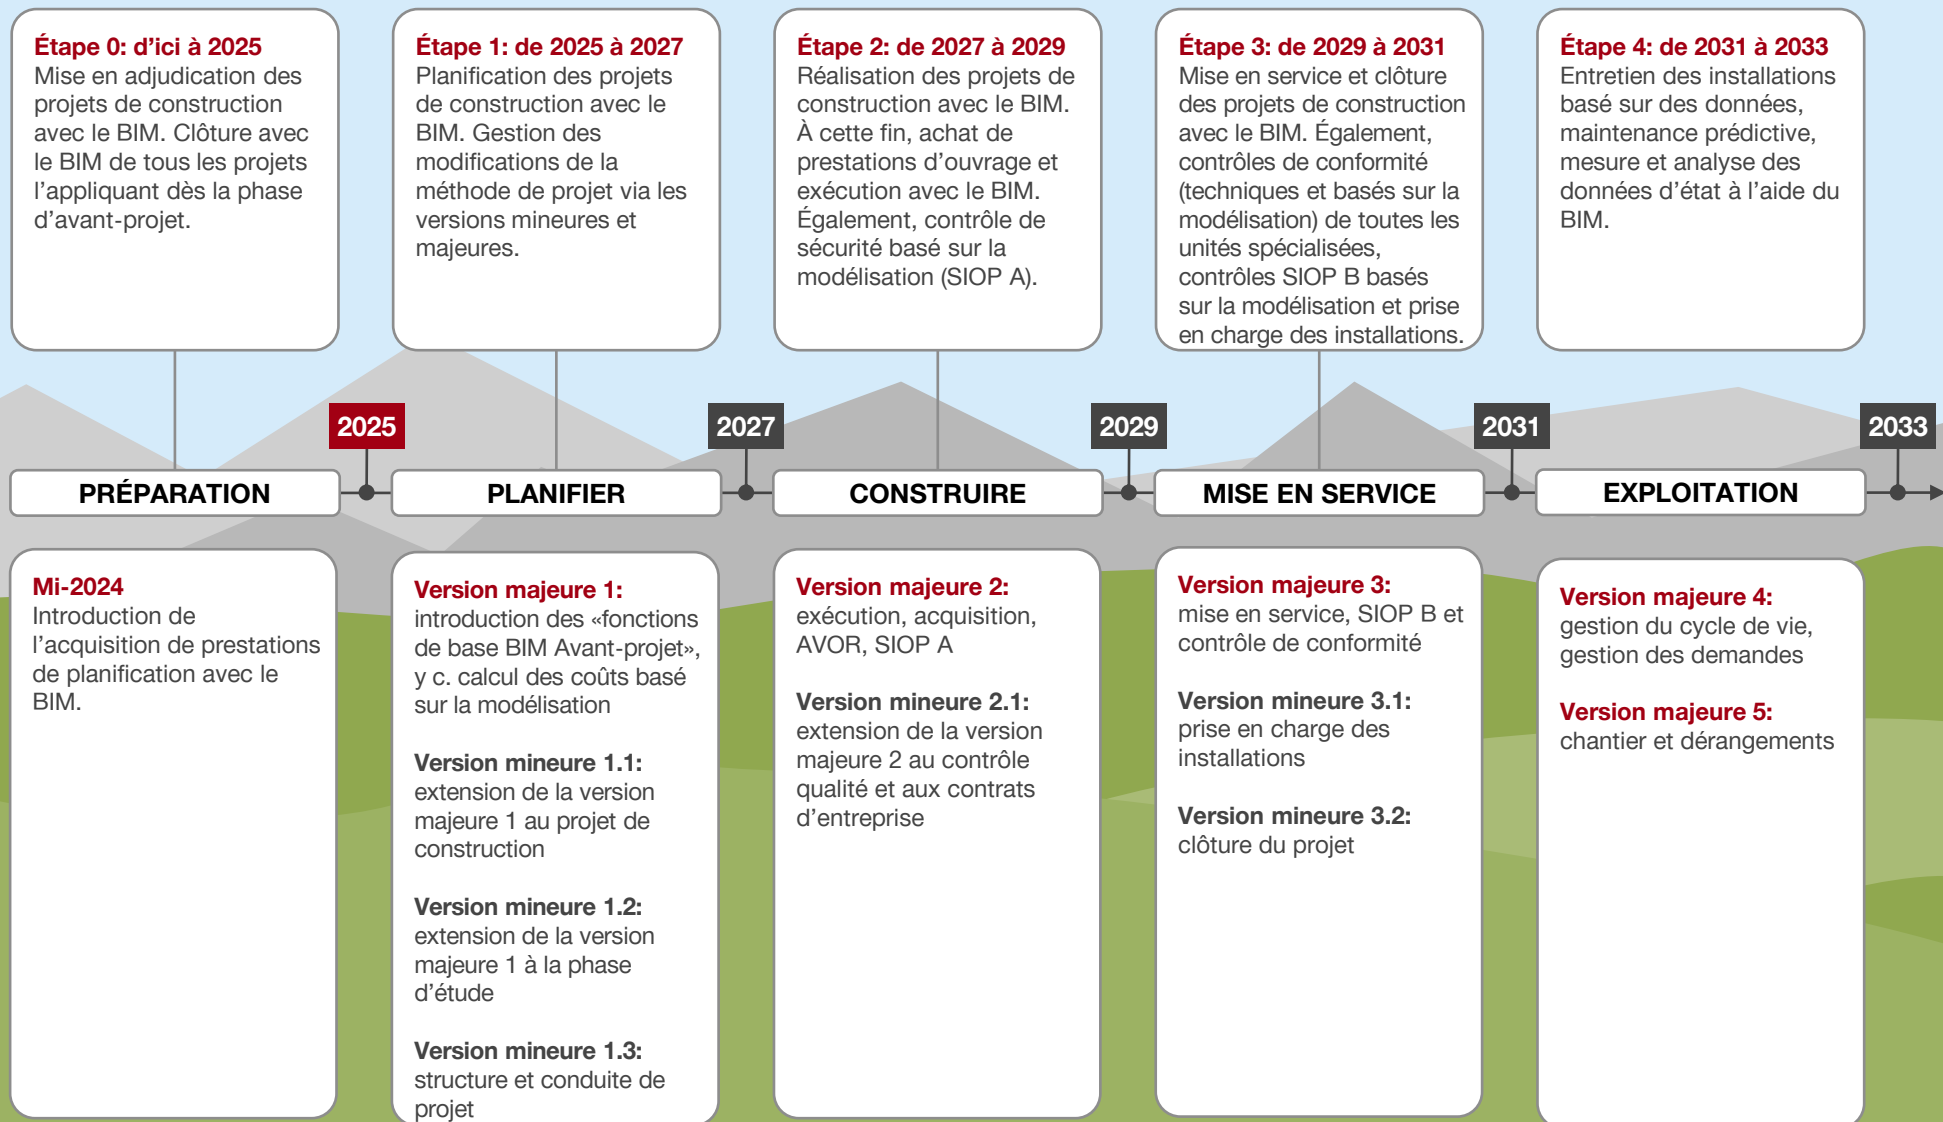 Étape 0: d’ici à 2025
Mise en adjudication des
projets de construction
avec le BIM. Clôture avec
le BIM de tous les projets
l’appliquant dès la phase
d’avant-projet.
Étape 1: de 2025 à 2027
Planification des projets
de construction avec le
BIM. Gestion des
modifications de la
méthode de projet via les
versions mineures et
majeures.
Étape 2: de 2027 à 2029
Réalisation des projets de
construction avec le BIM.
À cette fin, achat de
prestations d’ouvrage et
exécution avec le BIM.
Également, contrôle de
sécurité basé sur la
modélisation (SIOP A).
Étape 3: de 2029 à 2031
Mise en service et clôture
des projets de construction
avec le BIM. Également,
contrôles de conformité
(techniques et basés sur la
modélisation) de toutes les
unités spécialisées,
contrôles SIOP B basés
sur la modélisation et prise
en charge des installations.
Étape 4: de 2031 à 2033
Entretien des installations
basé sur des données,
maintenance prédictive,
mesure et analyse des
données d’état à l’aide du
BIM.
2025
2027
2029
2031
2033
PRÉPARATION
PLANIFIER
CONSTRUIRE
MISE EN SERVICE
EXPLOITATION
Mi-2024
Introduction de
l’acquisition de prestations
de planification avec le
BIM.
Version majeure 1:
introduction des «fonctions
de base BIM Avant-projet»,
y c. calcul des coûts basé
sur la modélisation
Version mineure 1.1:
extension de la version
majeure 1 au projet de
construction
Version mineure 1.2:
extension de la version
majeure 1 à la phase
d’étude
Version mineure 1.3:
structure et conduite de
projet
Version majeure 2:
exécution, acquisition,
AVOR, SIOP A
Version mineure 2.1:
extension de la version
majeure 2 au contrôle
qualité et aux contrats
d’entreprise
Version majeure 3:
mise en service, SIOP B et
contrôle de conformité
Version mineure 3.1:
prise en charge des
installations
Version mineure 3.2:
clôture du projet
Version majeure 4:
gestion du cycle de vie,
gestion des demandes
Version majeure 5:
chantier et dérangements